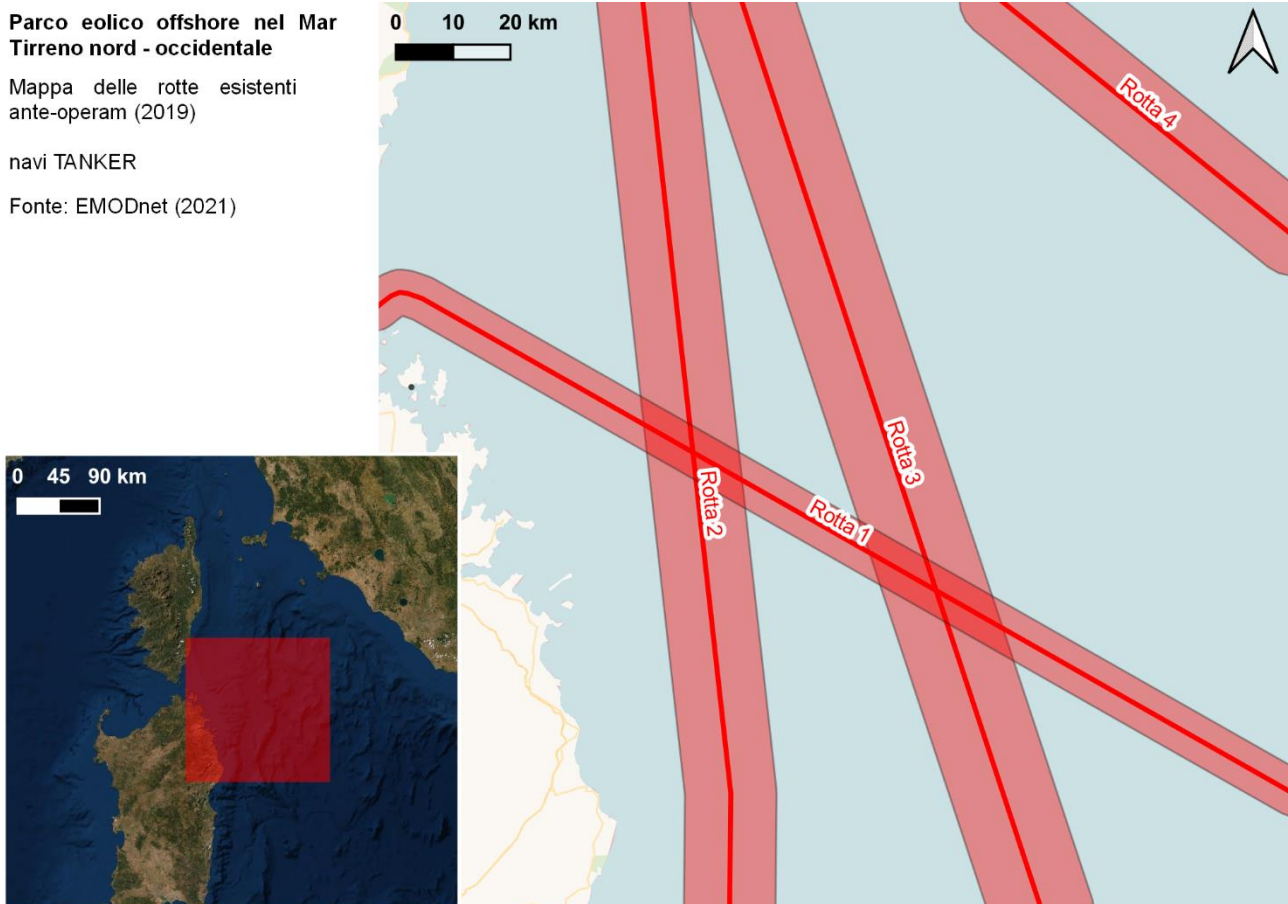 Parco eolico offshore nel Mar
Tirreno nord - occidentale
Mappa delle rotte esistenti
ante-operam (2019)
navi TANKER
Fonte: EMODnet (2021)
0 10 20 km
Rotta 4
Rotta 3
Rotta 2
Rotta 1
0 45 90 km